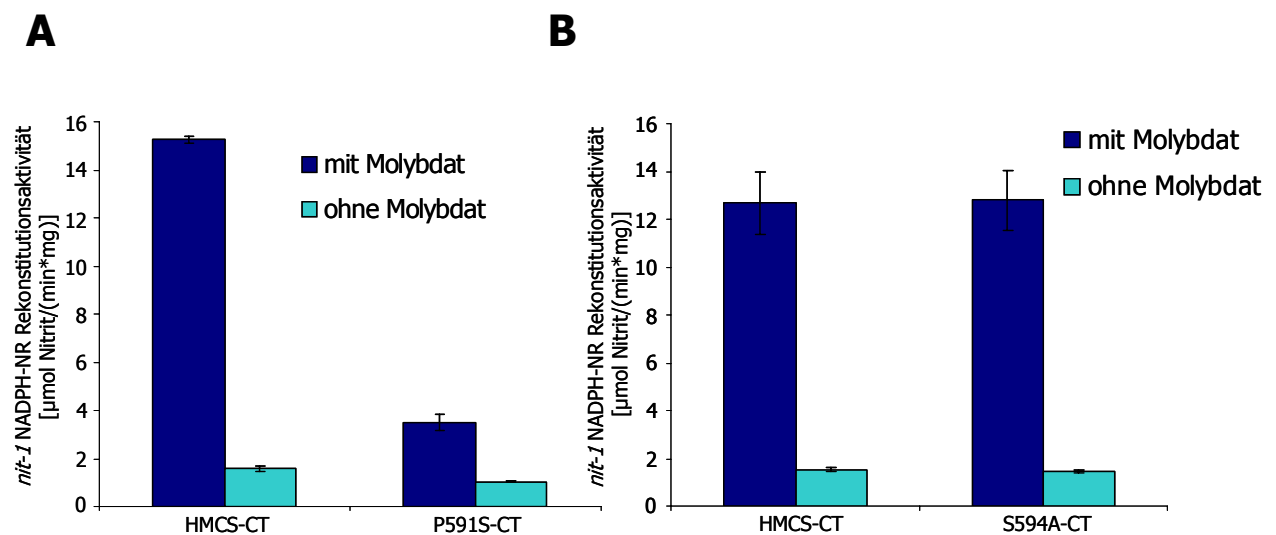 A
nit-1 NADPH-NR Rekonstitutionsaktivität
[µmol Nitrit/(min*mg)]
16
14
12
10
8
6
4
2
0
mit Molybdat
ohne Molybdat
HMCS-CT
P591S-CT
B
nit-1 NADPH-NR Rekonstitutionsaktivität
[µmol Nitrit/(min*mg)]
16
14
12
10
8
6
4
2
0
mit Molybdat
ohne Molybdat
HMCS-CT
S594A-CT